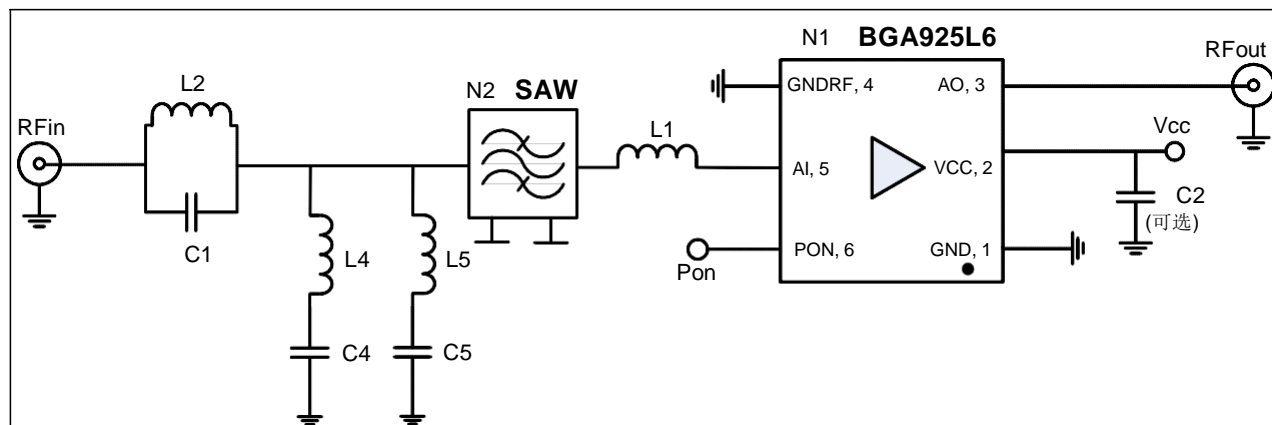 N1 BGA925L6
RFout
L2
N2 SAW
GNDRF, 4
AO, 3
RFin
L1
Vcc
AI, 5
VCC, 2
C2
(可选)
C1
L4
L5
Pon
PON, 6
GND, 1
C4
C5